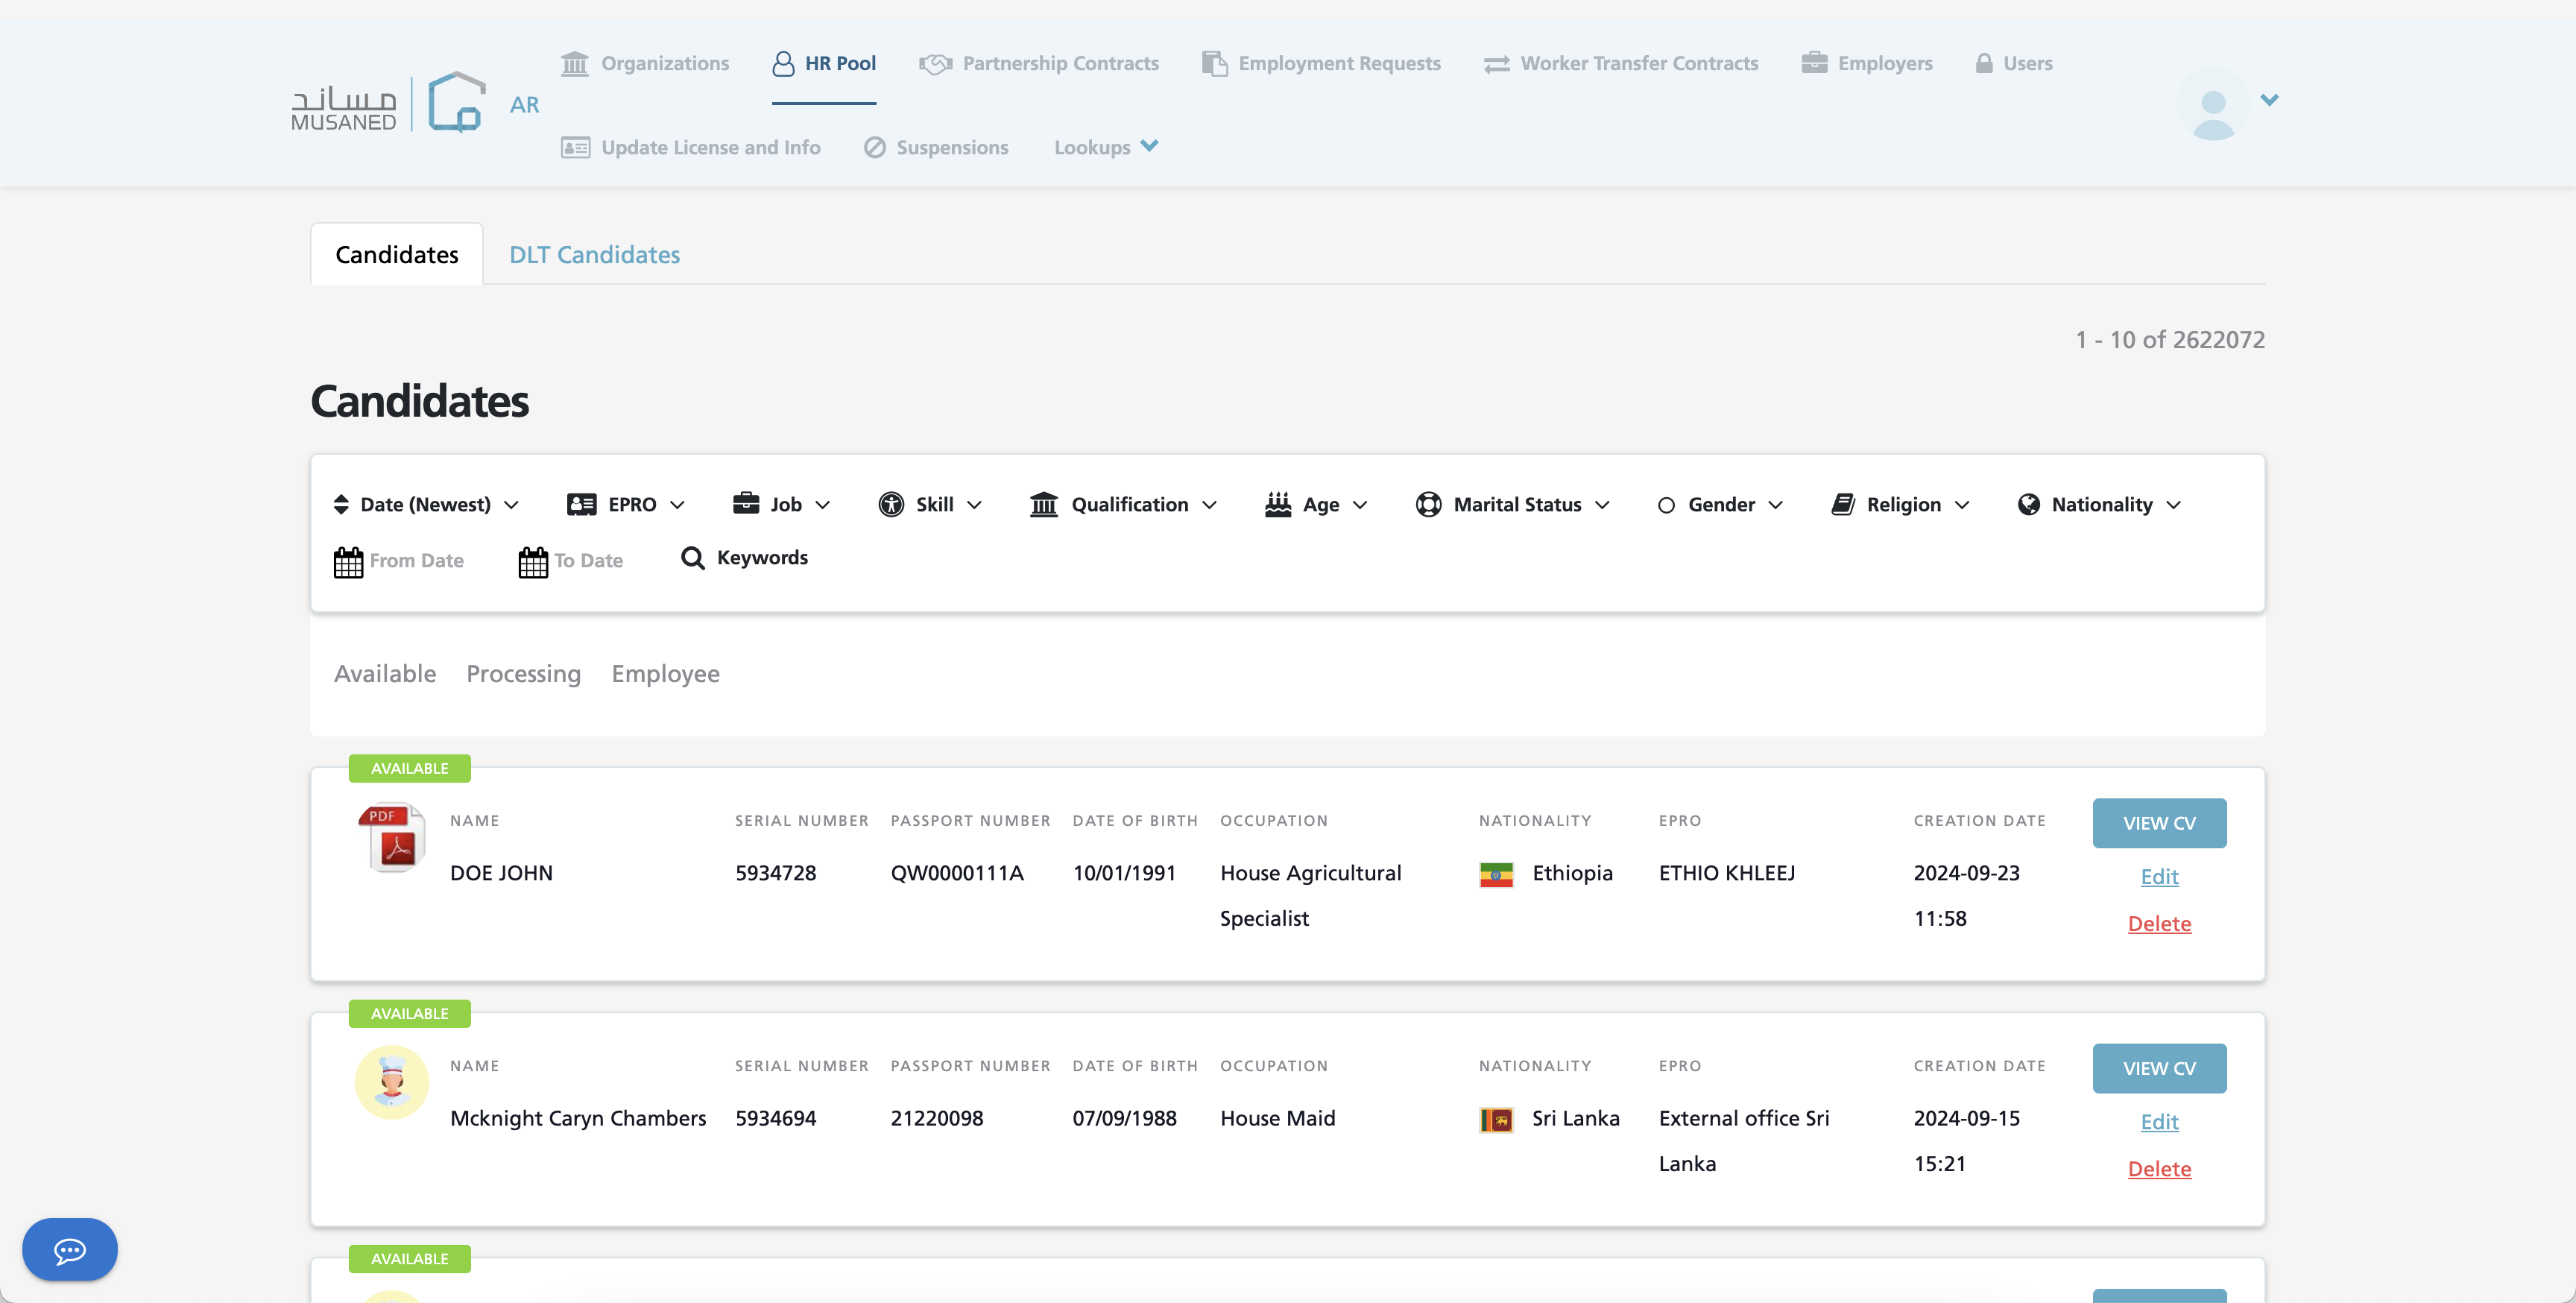 مساند
MUSANED
AR
Organizations
HR Pool
Partnership Contracts
Employment Requests
Worker Transfer Contracts
Employers
Users
Update License and Info
Suspensions
Lookups
Candidates
DLT Candidates
1 - 10 of 2622072
Candidates
Date (Newest)
EPRO
Job
Skill
Qualification
Age
Marital Status
Gender
Religion
Nationality
From Date
To Date
Keywords
Available
Processing
Employee
AVAILABLE
PDF
NAME SERIAL NUMBER PASSPORT NUMBER DATE OF BIRTH OCCUPATION NATIONALITY EPRO CREATION DATE
VIEW CV
DOE JOHN 5934728 QW0000111A 10/01/1991 House Agricultural Ethiopia ETHIO KHLEEJ 2024-09-23
Edit
Specialist 11:58
Delete
AVAILABLE
NAME SERIAL NUMBER PASSPORT NUMBER DATE OF BIRTH OCCUPATION NATIONALITY EPRO CREATION DATE
VIEW CV
Mcknight Caryn Chambers 5934694 21220098 07/09/1988 House Maid Sri Lanka External office Sri 2024-09-15
Edit
Lanka 15:21
Delete
AVAILABLE